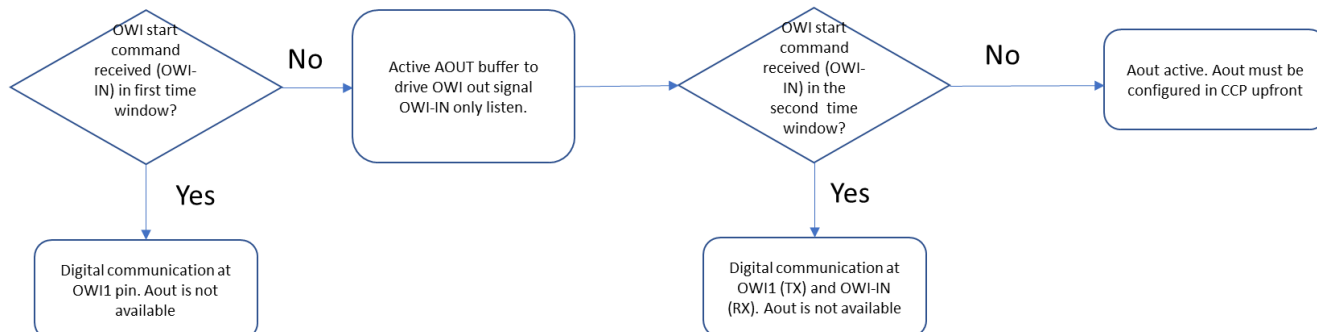 OWI start
command
received (OWI-
IN) in first time
window?
No
Active AOUT buffer to
drive OWI out signal
OWI-IN only listen.
OWI start
command
received (OWI-
IN) in the
second  time
window?
No
Aout active. Aout must be
configured in CCP upfront
Yes
Digital communication at
OWI1 pin. Aout is not
available
Yes
Digital communication at
OWI1 (TX) and OWI-IN
(RX). Aout is not available